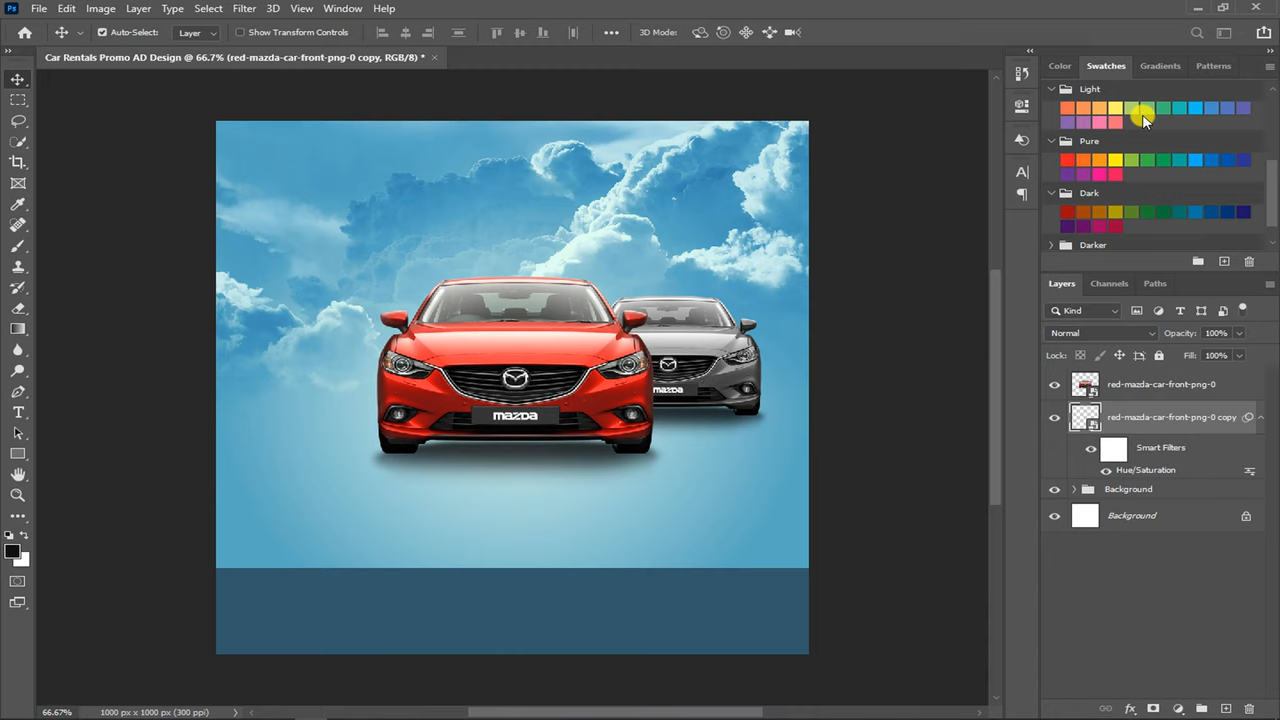 Ps File Edit Image Layer Type Select Filter 3D View Window Help
Auto-Select: Layer Show Transform Controls 3D Mode:
Car Rentals Promo AD Design @ 66.7% (red-mazda-car-front-png-0 copy, RGB/8) *
Color Swatches Gradients Patterns
Light
Pure
Dark
Darker
Layers Channels Paths
Kind
Normal Opacity: 100%
Lock: Fill: 100%
red-mazda-car-front-png-0
red-mazda-car-front-png-0 copy
Smart Filters
Hue/Saturation
Background
Background
mazda
mazda
66.67% 1000 px x 1000 px (300 ppi)
fx